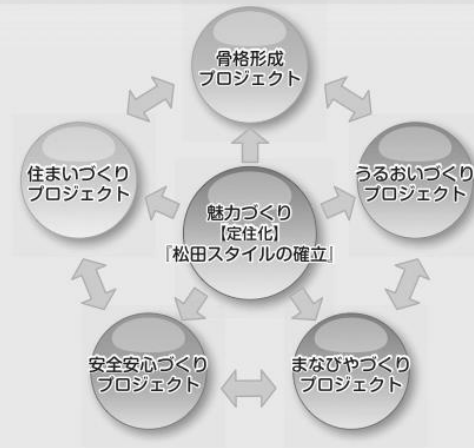 骨格形成
プロジェクト
住まいづくり
プロジェクト
うるおいづくり
プロジェクト
魅力づくり
【定住化】
『松田スタイルの確立』
安全安心づくり
プロジェクト
まなびやづくり
プロジェクト